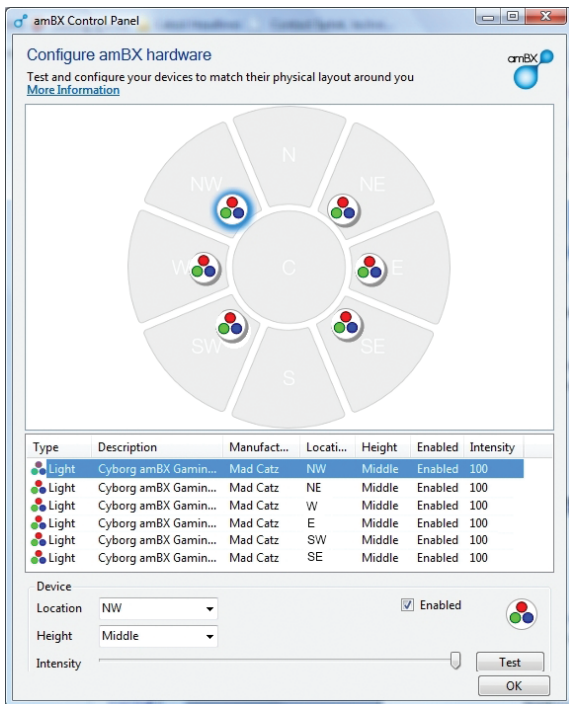 amBX Control Panel
Configure amBX hardware
amBX
Test and configure your devices to match their physical layout around you
More Information
N
NW
NE
W
C
E
SW
SE
S
Type Description Manufact... Locati... Height Enabled Intensity
Light Cyborg amBX Gamin... Mad Catz NW Middle Enabled 100
Light Cyborg amBX Gamin... Mad Catz NE Middle Enabled 100
Light Cyborg amBX Gamin... Mad Catz W Middle Enabled 100
Light Cyborg amBX Gamin... Mad Catz E Middle Enabled 100
Light Cyborg amBX Gamin... Mad Catz SW Middle Enabled 100
Light Cyborg amBX Gamin... Mad Catz SE Middle Enabled 100
Device
Location NW Enabled
Height Middle
Intensity Test
OK